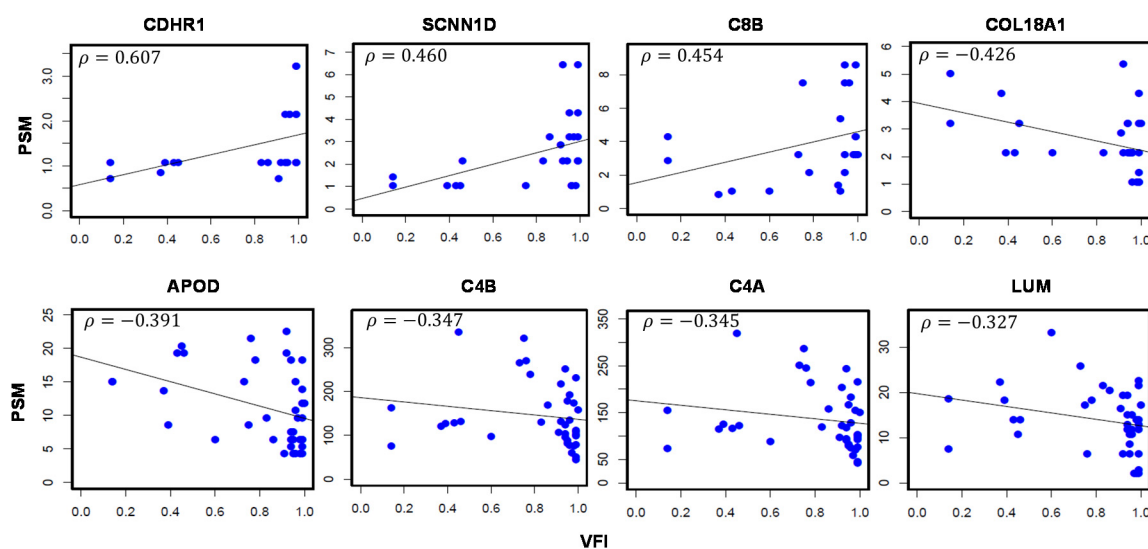 CDHR1 SCNN1D C8B COL18A1
ρ = 0.607 ρ = 0.460 ρ = 0.454 ρ = −0.426
PSM
0.0 1.0 2.0 3.0
0 1 2 3 4 5 6 7
0 2 4 6 8
0 1 2 3 4 5 6
0.0 0.2 0.4 0.6 0.8 1.0 0.0 0.2 0.4 0.6 0.8 1.0 0.0 0.2 0.4 0.6 0.8 1.0 0.0 0.2 0.4 0.6 0.8 1.0
APOD C4B C4A LUM
ρ = −0.391 ρ = −0.347 ρ = −0.345 ρ = −0.327
PSM
0 5 10 15 20 25
0 100 200 300
0 50 100 150 200 250 300 350
0 10 20 30
0.0 0.2 0.4 0.6 0.8 1.0 0.0 0.2 0.4 0.6 0.8 1.0 0.0 0.2 0.4 0.6 0.8 1.0 0.0 0.2 0.4 0.6 0.8 1.0
VFI